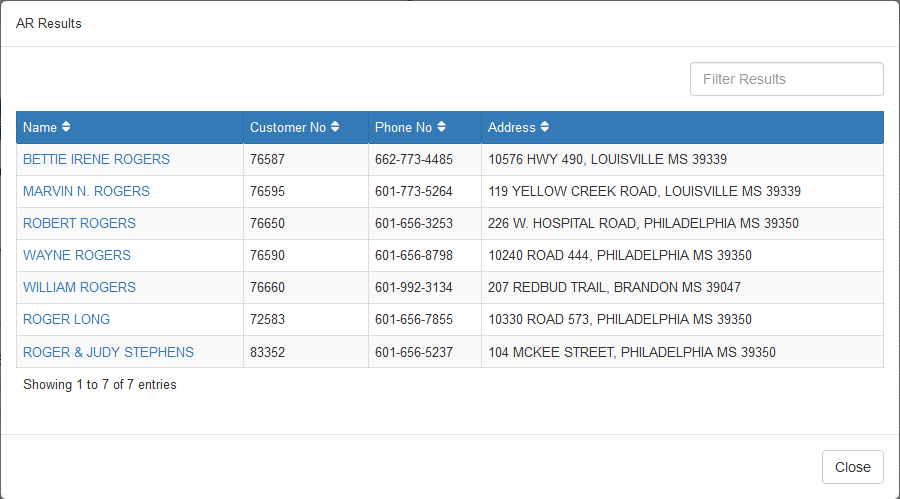 AR Results
Filter Results
Name Customer No Phone No Address
BETTIE IRENE ROGERS 76587 662-773-4485 10576 HWY 490, LOUISVILLE MS 39339
MARVIN N. ROGERS 76595 601-773-5264 119 YELLOW CREEK ROAD, LOUISVILLE MS 39339
ROBERT ROGERS 76650 601-656-3253 226 W. HOSPITAL ROAD, PHILADELPHIA MS 39350
WAYNE ROGERS 76590 601-656-8798 10240 ROAD 444, PHILADELPHIA MS 39350
WILLIAM ROGERS 76660 601-992-3134 207 REDBUD TRAIL, BRANDON MS 39047
ROGER LONG 72583 601-656-7855 10330 ROAD 573, PHILADELPHIA MS 39350
ROGER & JUDY STEPHENS 83352 601-656-5237 104 MCKEE STREET, PHILADELPHIA MS 39350
Showing 1 to 7 of 7 entries
Close